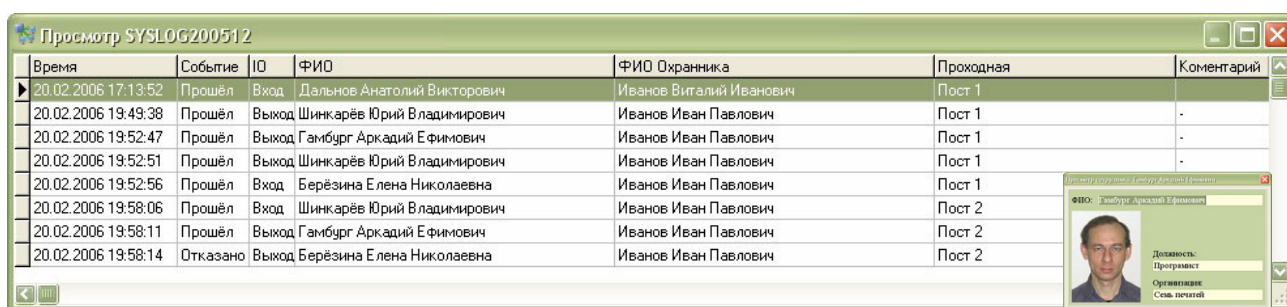 Просмотр SYSLOG200512
Время Событие IO ФИО ФИО Охранника Проходная Коментарий
20.02.2006 17:13:52 Прошёл Вход Дальнов Анатолий Викторович Иванов Виталий Иванович Пост 1
20.02.2006 19:49:38 Прошёл Выход Шинкарёв Юрий Владимирович Иванов Иван Павлович Пост 1 -
20.02.2006 19:52:47 Прошёл Выход Гамбург Аркадий Ефимович Иванов Иван Павлович Пост 1 -
20.02.2006 19:52:51 Прошёл Выход Шинкарёв Юрий Владимирович Иванов Иван Павлович Пост 1 -
20.02.2006 19:52:56 Прошёл Вход Берёзина Елена Николаевна Иванов Иван Павлович Пост 1
20.02.2006 19:58:06 Прошёл Вход Шинкарёв Юрий Владимирович Иванов Иван Павлович Пост 2
20.02.2006 19:58:11 Прошёл Выход Гамбург Аркадий Ефимович Иванов Иван Павлович Пост 2
20.02.2006 19:58:14 Отказано Выход Берёзина Елена Николаевна Иванов Иван Павлович Пост 2
Просмотр сотрудника: Гамбург Аркадий Ефимович
ФИО: Гамбург Аркадий Ефимович
Должность:
Програмист
Организация:
Семь печатей